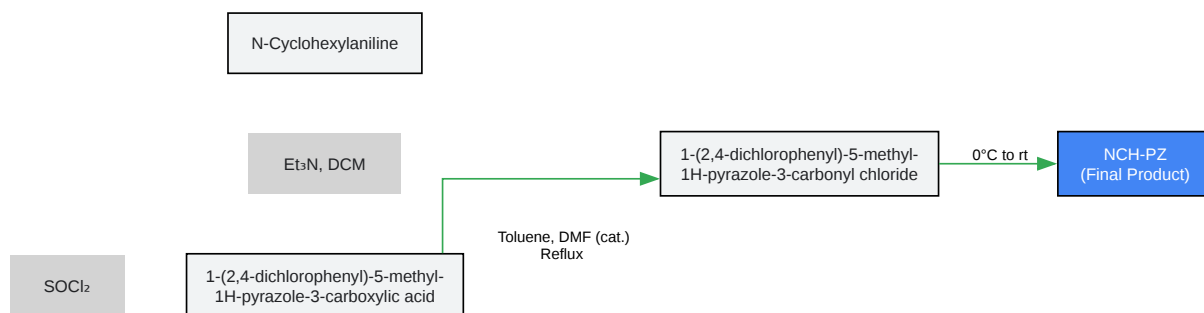 N-Cyclohexylaniline
Et₃N, DCM
1-(2,4-dichlorophenyl)-5-methyl-
1H-pyrazole-3-carbonyl chloride
0°C to rt
NCH-PZ
(Final Product)
Toluene, DMF (cat.)
Reflux
SOCl₂
1-(2,4-dichlorophenyl)-5-methyl-
1H-pyrazole-3-carboxylic acid